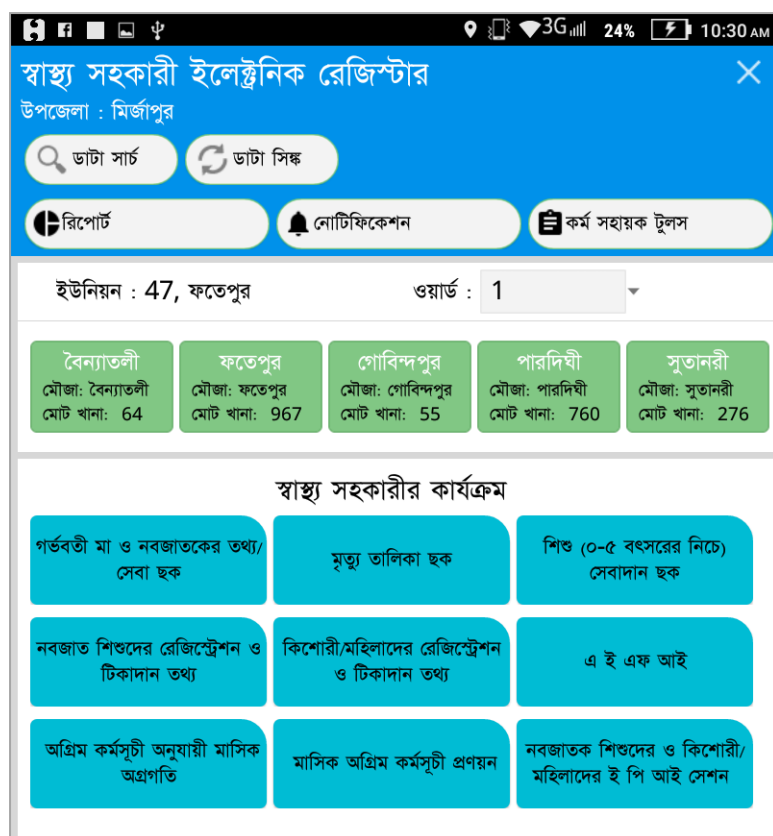 3G 24% 10:30 AM
স্বাস্থ্য সহকারী ইলেক্ট্রনিক রেজিস্টার
উপজেলা : মির্জাপুর
ডাটা সার্চ ডাটা সিঙ্ক
রিপোর্ট নোটিফিকেশন কর্ম সহায়ক টুলস
ইউনিয়ন : 47, ফতেপুর ওয়ার্ড : 1
বৈন্যাতলী ফতেপুর গোবিন্দপুর পারদিঘী সুতানরী
মৌজা: বৈন্যাতলী মৌজা: ফতেপুর মৌজা: গোবিন্দপুর মৌজা: পারদিঘী মৌজা: সুতানরী
মোট খানা: 64 মোট খানা: 967 মোট খানা: 55 মোট খানা: 760 মোট খানা: 276
স্বাস্থ্য সহকারীর কার্যক্রম
গর্ভবতী মা ও নবজাতকের তথ্য/
সেবা ছক
মৃত্যু তালিকা ছক
শিশু (০-৫ বৎসরের নিচে)
সেবাদান ছক
নবজাত শিশুদের রেজিস্ট্রেশন ও
টিকাদান তথ্য
কিশোরী/মহিলাদের রেজিস্ট্রেশন
ও টিকাদান তথ্য
এ ই এফ আই
অগ্রিম কর্মসূচী অনুযায়ী মাসিক
অগ্রগতি
মাসিক অগ্রিম কর্মসূচী প্রণয়ন
নবজাতক শিশুদের ও কিশোরী/
মহিলাদের ই পি আই সেশন